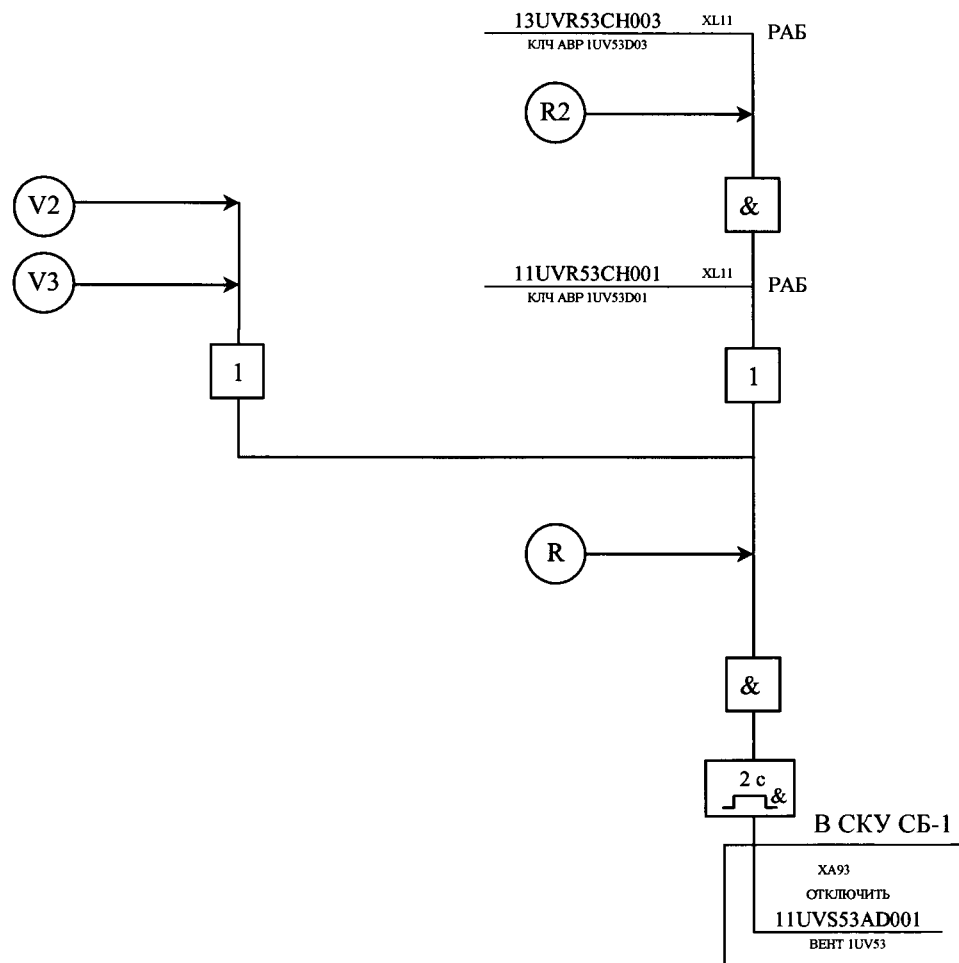 13UVR53CH003 XL11 РАБ
КЛЧ АВР 1UV53D03
R2
V2
&
V3
11UVR53CH001 XL11 РАБ
КЛЧ АВР 1UV53D01
1 1
R
&
2 с
&
В СКУ СБ-1
XA93
ОТКЛЮЧИТЬ
11UVS53AD001
ВЕНТ 1UV53